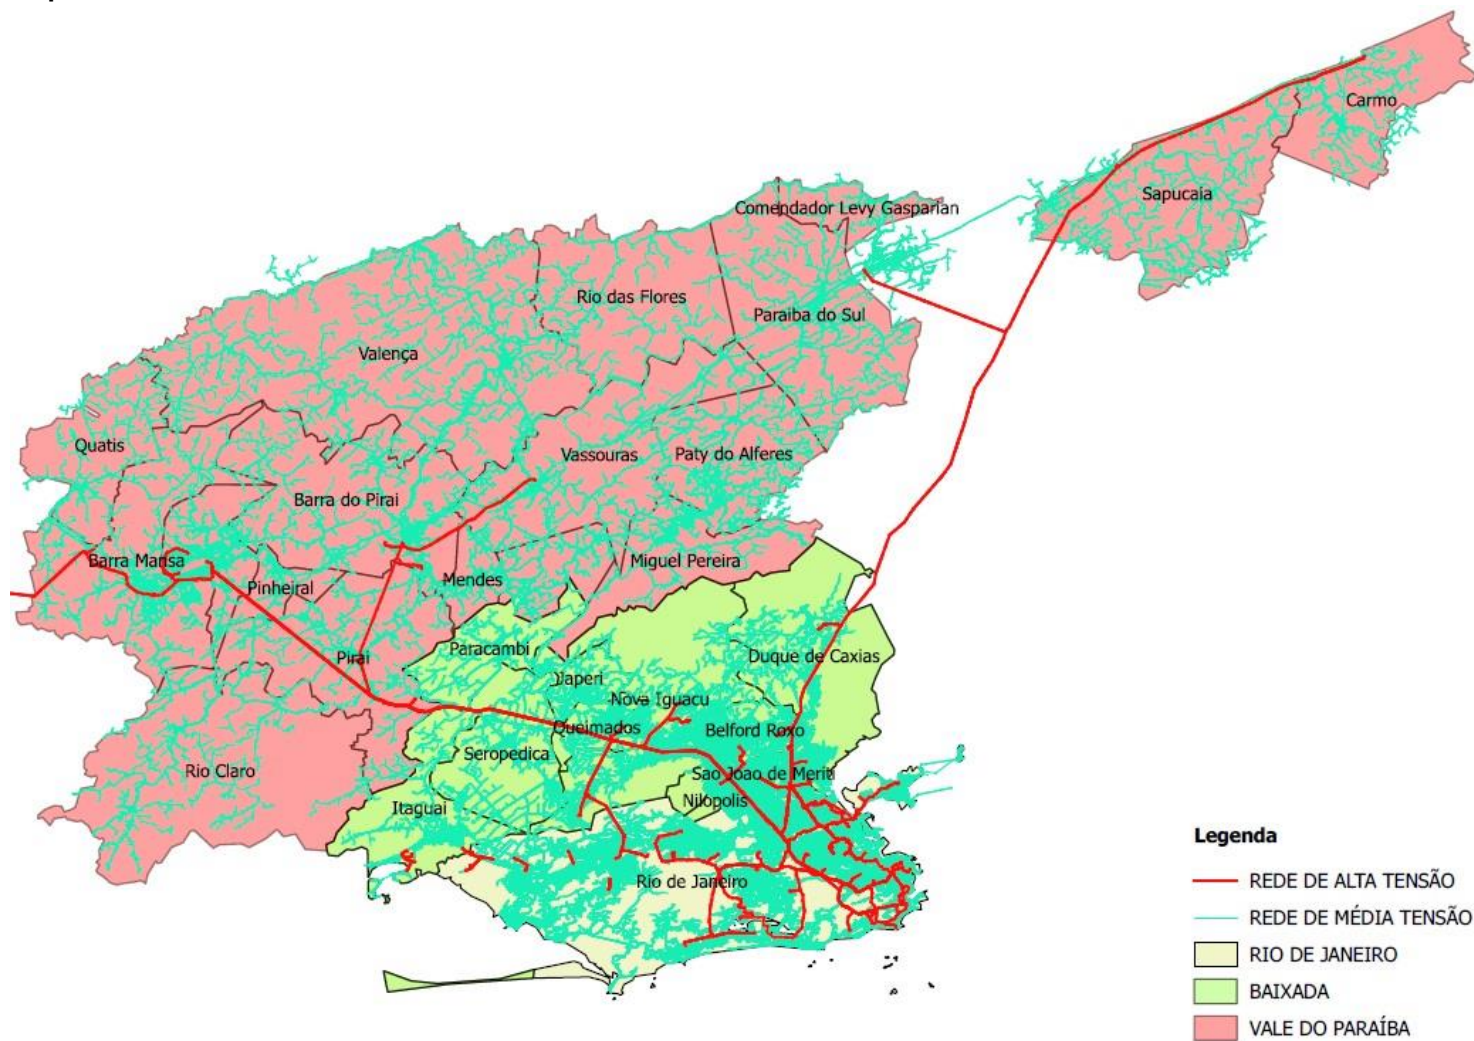 Carmo
Sapucaia
Comendador Levy Gasparian
Rio das Flores
Paraiba do Sul
Valença
Quatis
Vassouras
Paty do Alferes
Barra do Pirai
Barra Mansa
Miguel Pereira
Mendes
Pinheiral
Paracambi
Pirai
Duque de Caxias
Japeri
Nova Iguacu
Queimados
Belford Roxo
Seropedica
Rio Claro
Sao Joao de Meriti
Nilopolis
Itaguai
Rio de Janeiro
Legenda
REDE DE ALTA TENSÃO
REDE DE MÉDIA TENSÃO
RIO DE JANEIRO
BAIXADA
VALE DO PARAÍBA